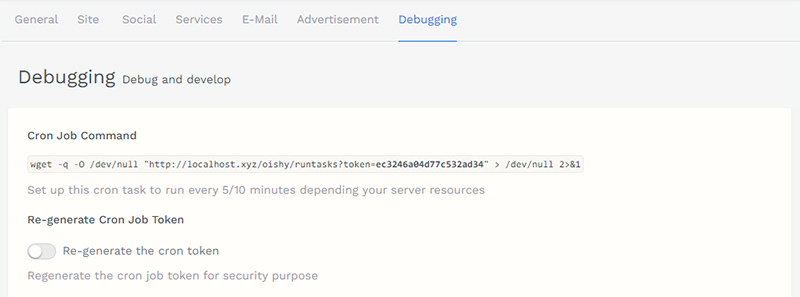 General Site Social Services E-Mail Advertisement Debugging
Debugging Debug and develop
Cron Job Command
wget -q -O /dev/null "http://localhost.xyz/oishy/runtasks?token=ec3246a04d77c532ad34" > /dev/null 2>&1
Set up this cron task to run every 5/10 minutes depending your server resources
Re-generate Cron Job Token
Re-generate the cron token
Regenerate the cron job token for security purpose